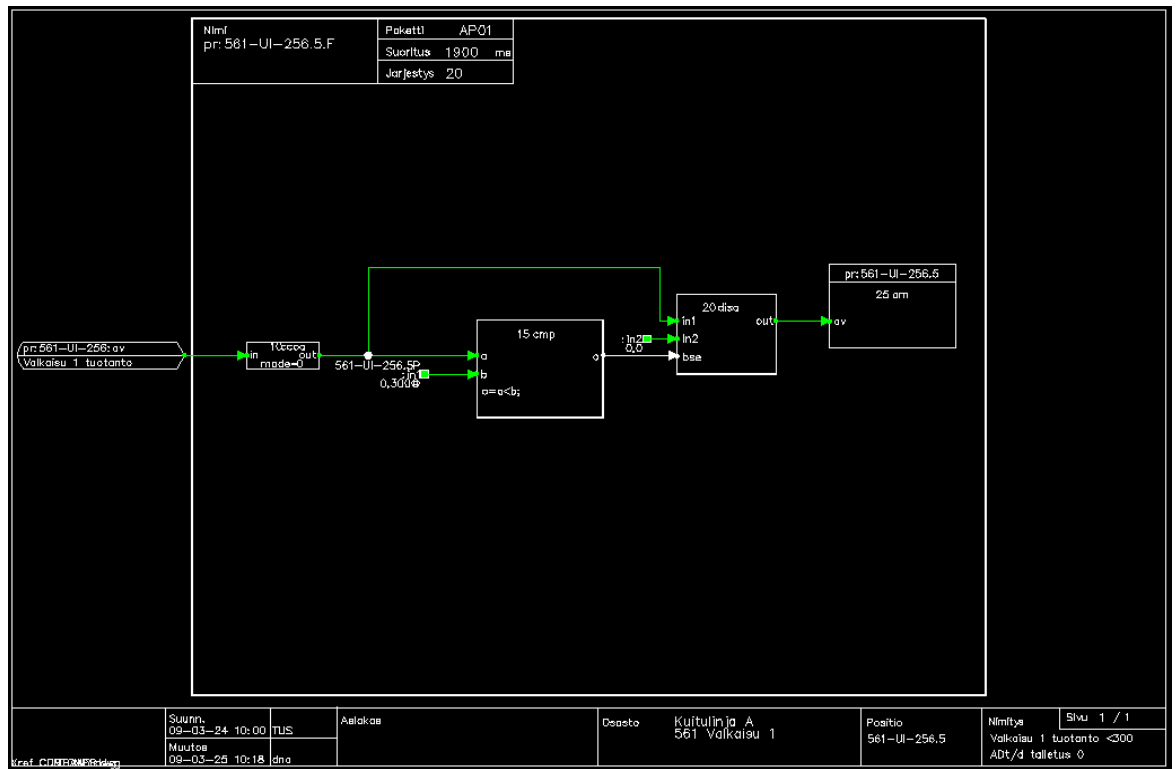 Nimi
pr:561-UI-256.5.F
Paketti AP01
Suoritus 1900 ms
Jarjestys 20
pr:561-UI-256:av
Valkaisu 1 tuotanto
in
out
mode=0
561-UI-256.5P
:in1
15 cmp
a
b
a=a<b;
o
20 disa
in1
in2
bse
out
:in2
0.0
pr:561-UI-256.5
25 am
av
Suunn.
09-03-24 10:00 TUS
Muutos
09-03-25 10:18 dna
Asiakas
Osasto
Kuitulinja A
561 Valkaisu 1
Positio
561-UI-256.5
Nimitys
Sivu 1 / 1
Valkaisu 1 tuotanto <300
ADt/d talletus 0
Xref